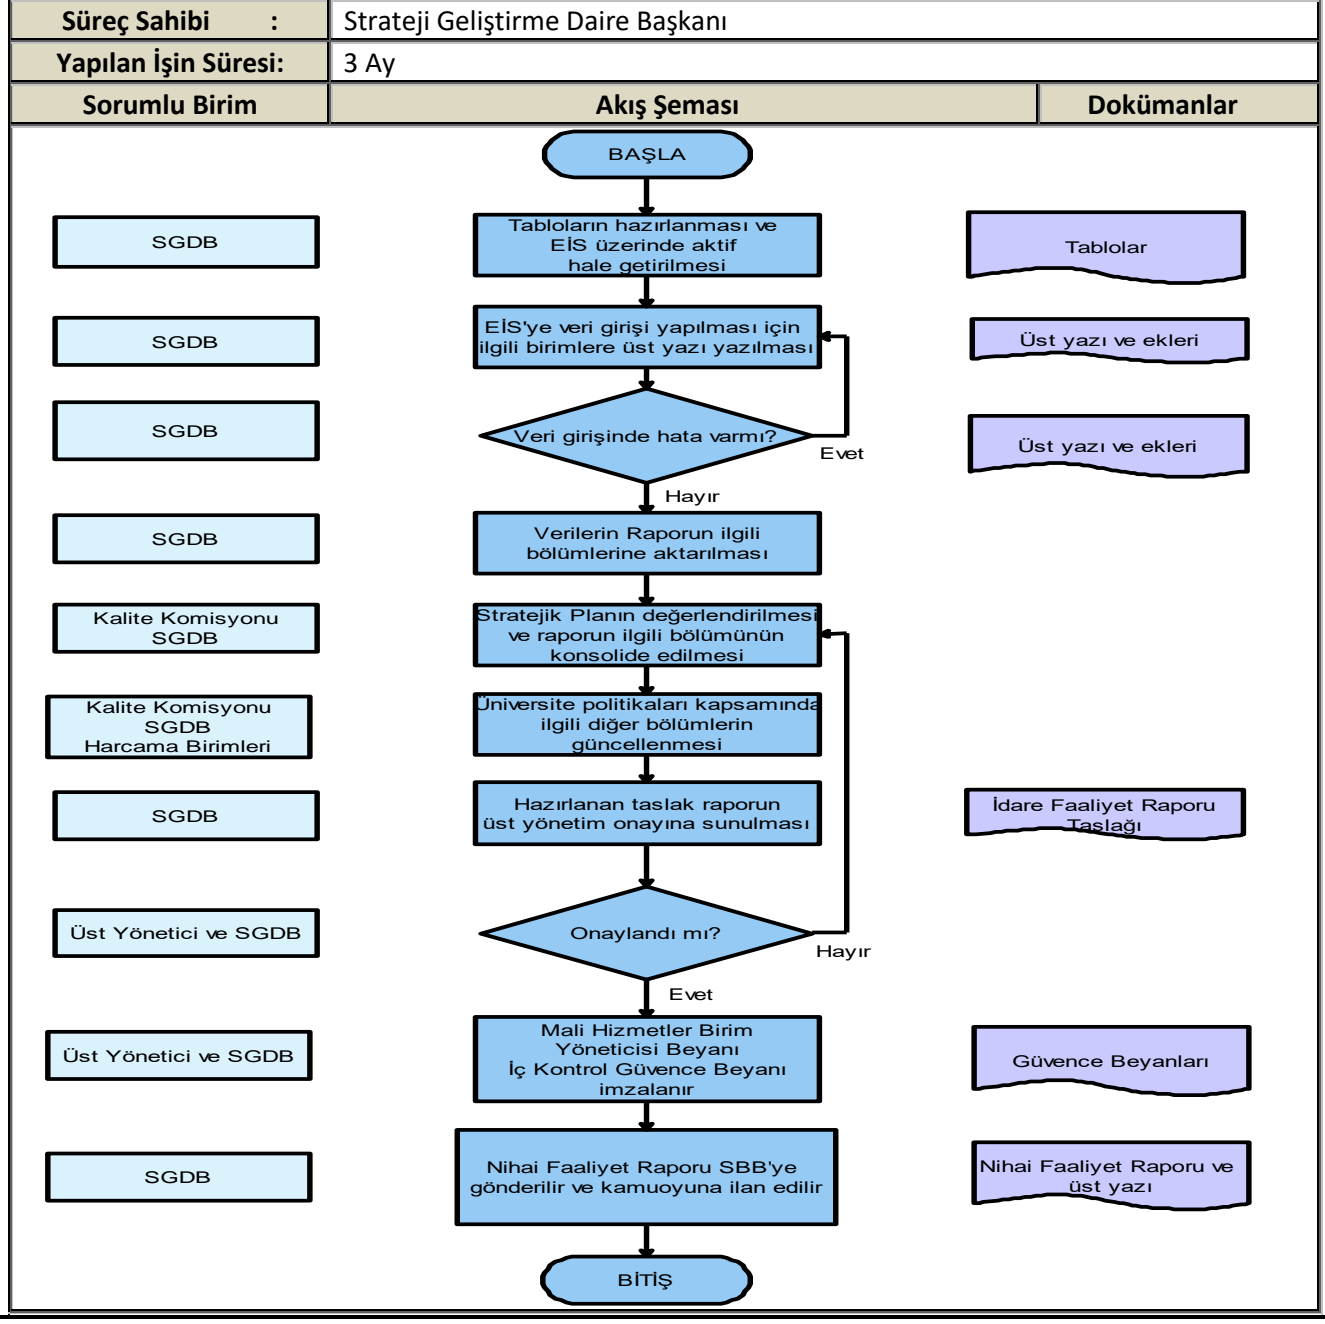 Süreç Sahibi :
Strateji Geliştirme Daire Başkanı
Yapılan İşin Süresi:
3 Ay
Sorumlu Birim
Akış Şeması
Dokümanlar
BAŞLA
SGDB
Tabloların hazırlanması ve
EİS üzerinde aktif
hale getirilmesi
Tablolar
SGDB
EİS'ye veri girişi yapılması için
ilgili birimlere üst yazı yazılması
Üst yazı ve ekleri
SGDB
Veri girişinde hata varmı?
Evet
Üst yazı ve ekleri
Hayır
SGDB
Verilerin Raporun ilgili
bölümlerine aktarılması
Kalite Komisyonu
SGDB
Stratejik Planın değerlendirilmesi
ve raporun ilgili bölümünün
konsolide edilmesi
Kalite Komisyonu
SGDB
Harcama Birimleri
Üniversite politikaları kapsamında
ilgili diğer bölümlerin
güncellenmesi
SGDB
Hazırlanan taslak raporun
üst yönetim onayına sunulması
İdare Faaliyet Raporu
Taslağı
Üst Yönetici ve SGDB
Onaylandı mı?
Hayır
Evet
Üst Yönetici ve SGDB
Mali Hizmetler Birim
Yöneticisi Beyanı
İç Kontrol Güvence Beyanı
imzalanır
Güvence Beyanları
SGDB
Nihai Faaliyet Raporu SBB'ye
gönderilir ve kamuoyuna ilan edilir
Nihai Faaliyet Raporu ve
üst yazı
BİTİŞ